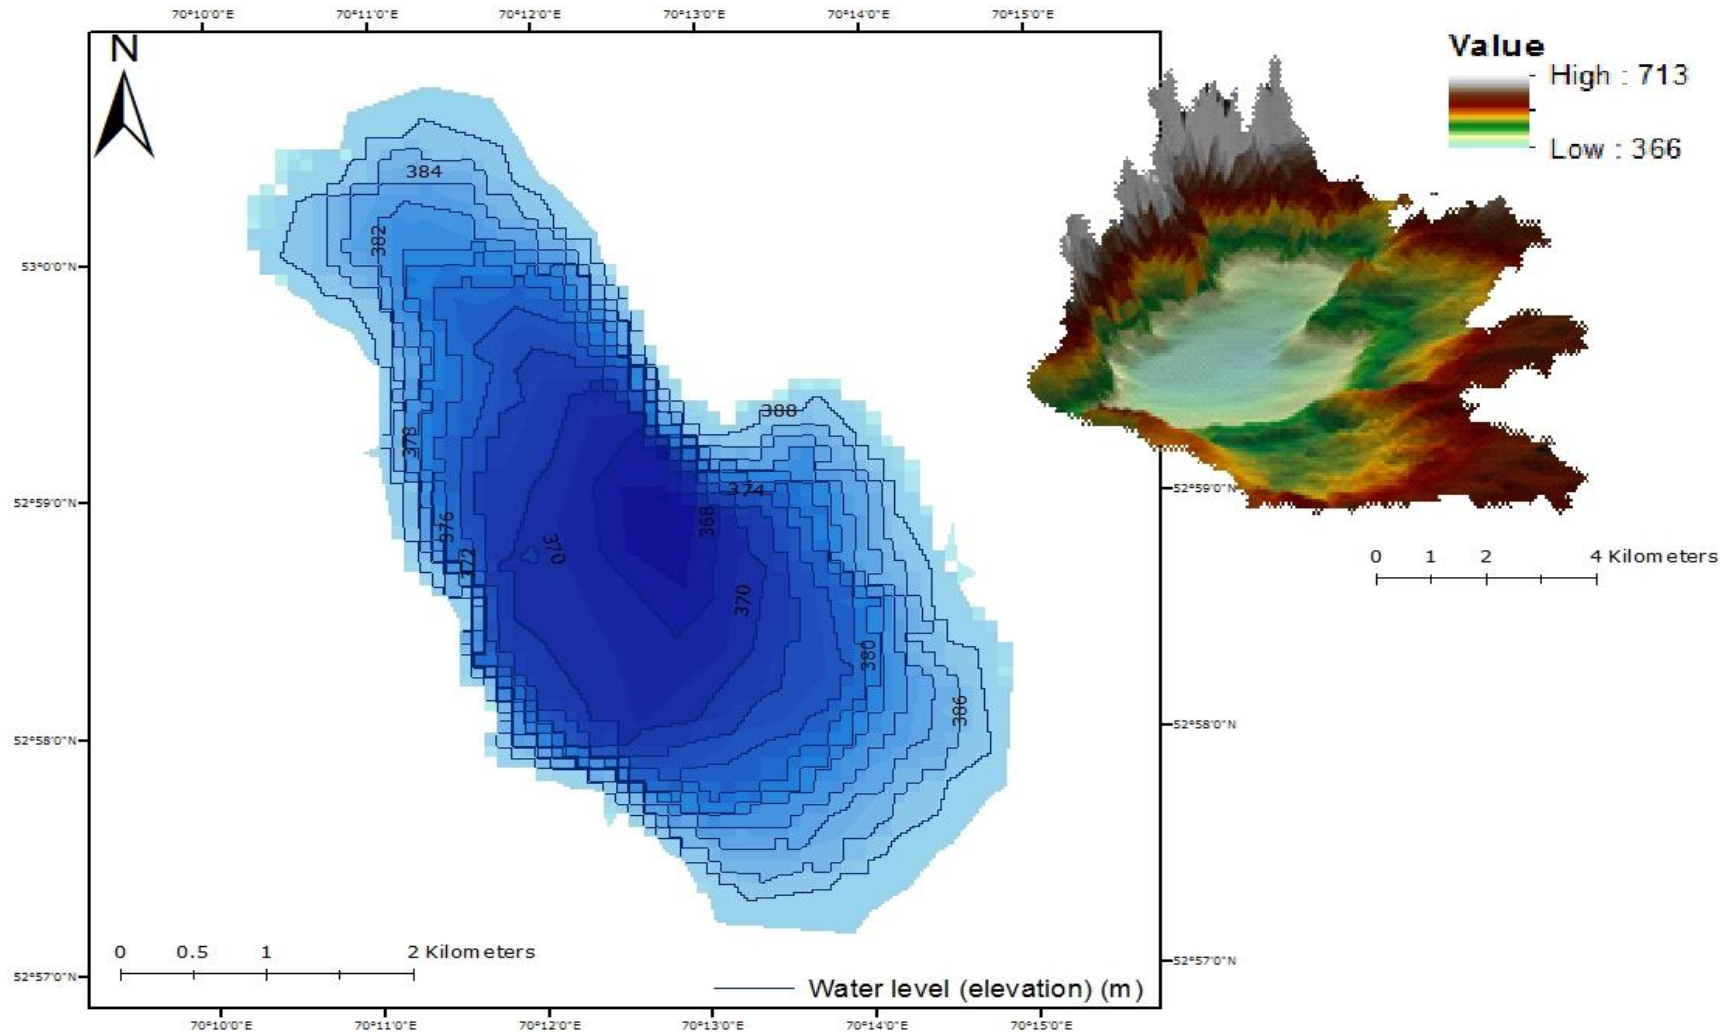 70°10'0"E 70°11'0"E 70°12'0"E 70°13'0"E 70°14'0"E 70°15'0"E
N
Value
High : 713
Low : 366
384
382
53°0'0"N
388
378
374
52°59'0"N
52°59'0"N
376
368
372
370
370
0 1 2 4 Kilometers
380
386
52°58'0"N
52°58'0"N
0 0.5 1 2 Kilometers
52°57'0"N
52°57'0"N
Water level (elevation) (m)
70°10'0"E 70°11'0"E 70°12'0"E 70°13'0"E 70°14'0"E 70°15'0"E